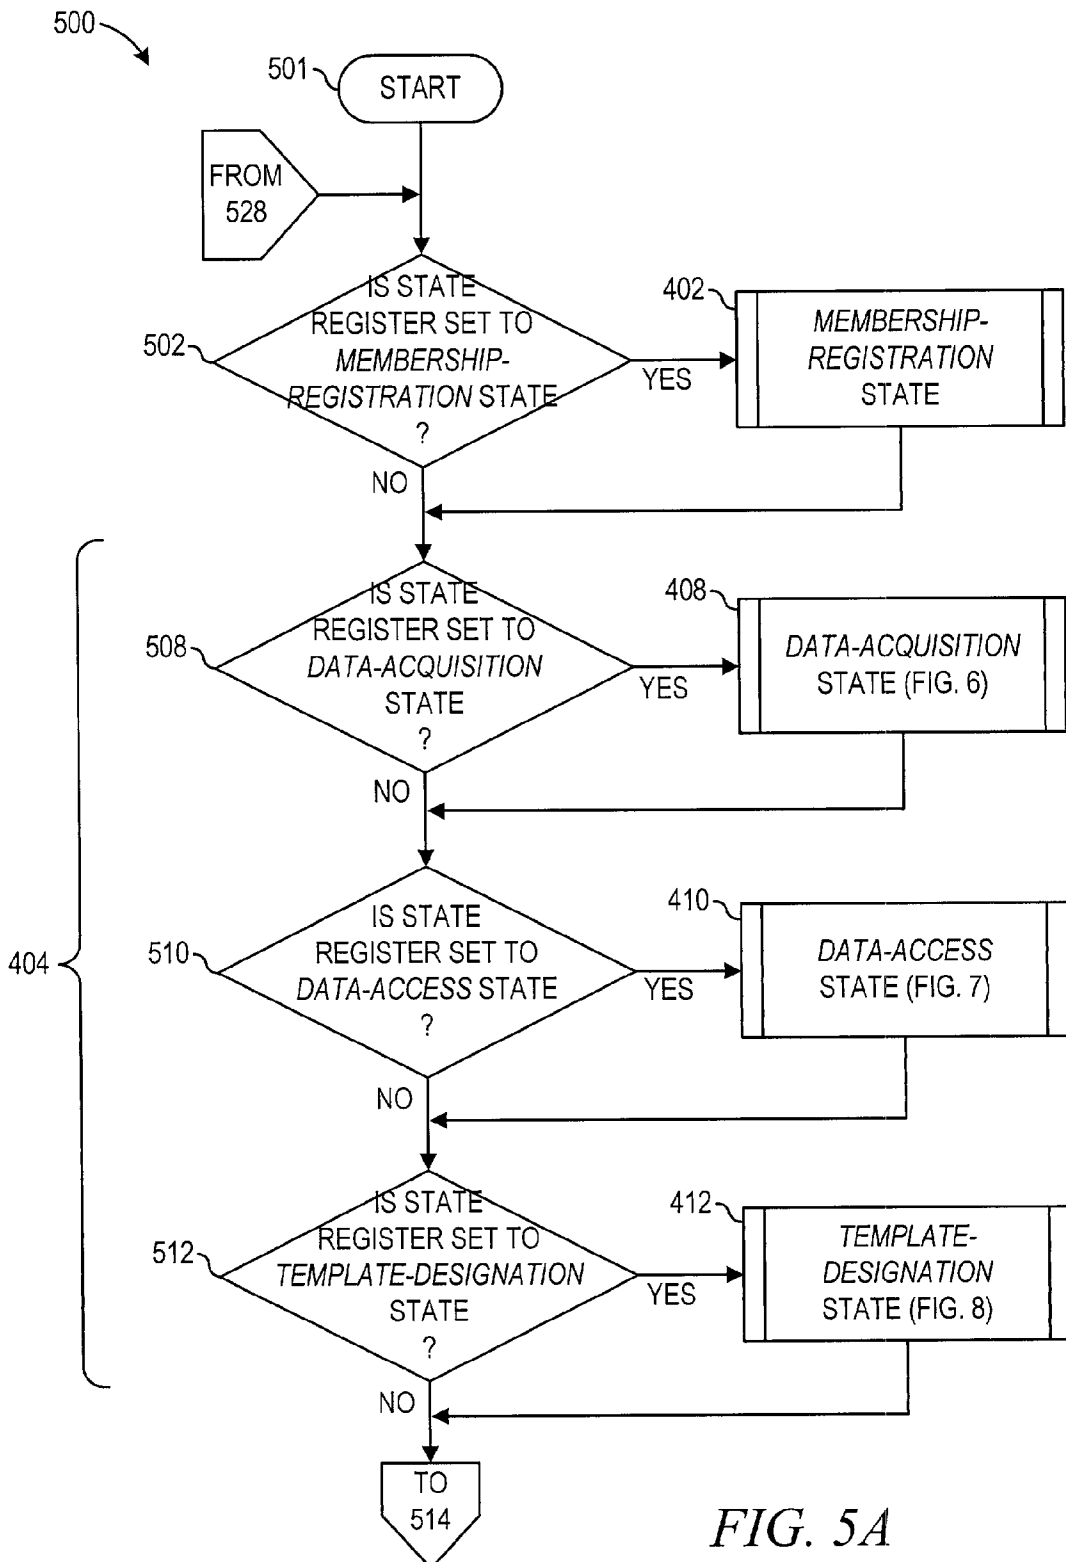 500
501
START
FROM
528
IS STATE
REGISTER SET TO
MEMBERSHIP-
REGISTRATION STATE
?
502
YES
NO
402
MEMBERSHIP-
REGISTRATION
STATE
404
IS STATE
REGISTER SET TO
DATA-ACQUISITION
STATE
?
508
YES
NO
408
DATA-ACQUISITION
STATE (FIG. 6)
IS STATE
REGISTER SET TO
DATA-ACCESS STATE
?
510
YES
NO
410
DATA-ACCESS
STATE (FIG. 7)
IS STATE
REGISTER SET TO
TEMPLATE-DESIGNATION
STATE
?
512
YES
NO
412
TEMPLATE-
DESIGNATION
STATE (FIG. 8)
TO
514
FIG. 5A